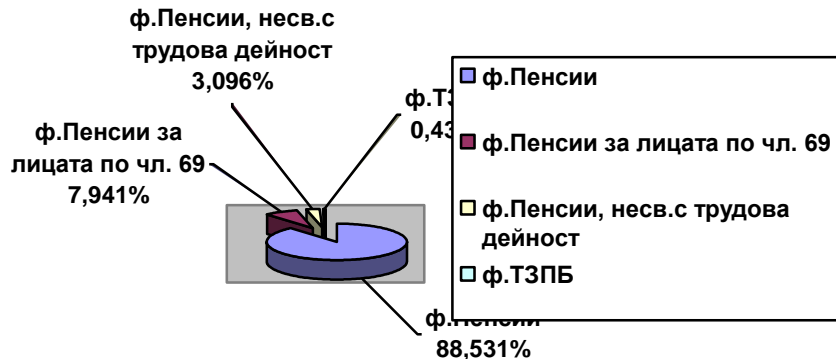 ф.Пенсии, несв.с
трудова дейност
3,096%
ф.Пенсии за
лицата по чл. 69
7,941%
88,531%
ф.Пенсии
ф.Пенсии за лицата по чл. 69
ф.Пенсии, несв.с трудова
дейност
ф.ТЗПБ